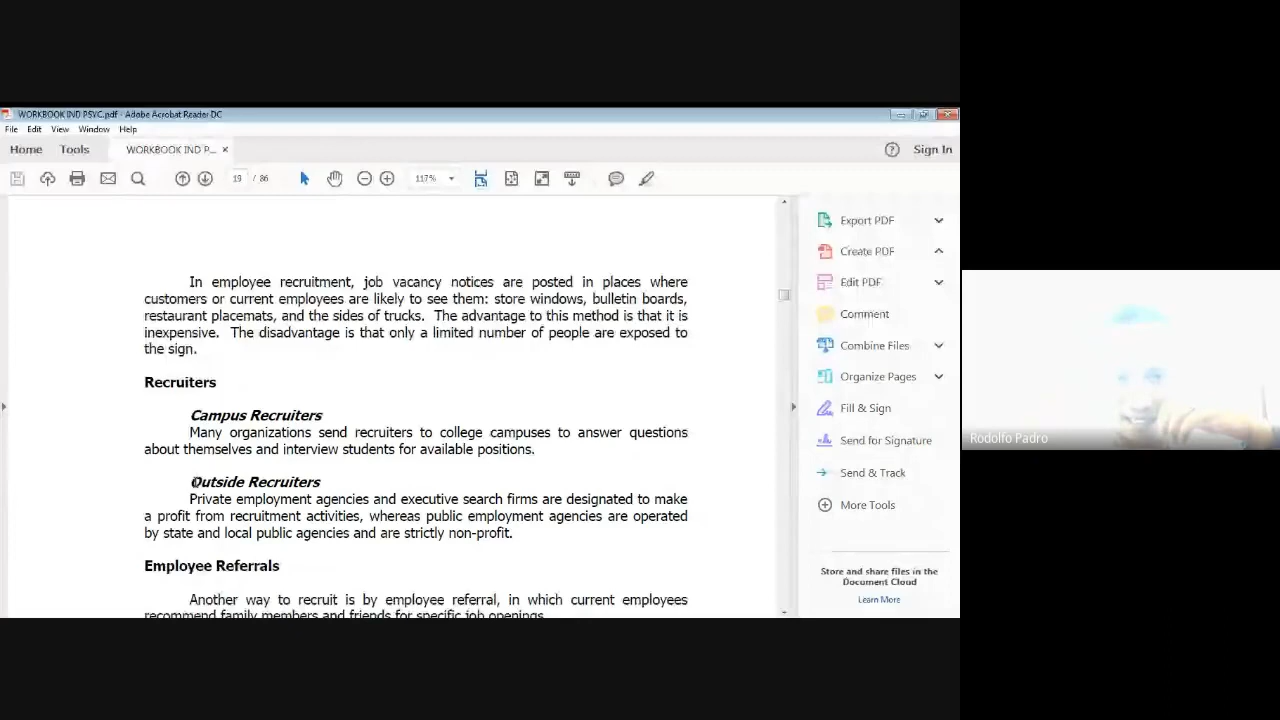 WORKBOOK IND PSYC.pdf - Adobe Acrobat Reader DC
File Edit View Window Help
Home Tools WORKBOOK IND P... × Sign In
19 / 86 117%
In employee recruitment, job vacancy notices are posted in places where
customers or current employees are likely to see them: store windows, bulletin boards,
restaurant placemats, and the sides of trucks. The advantage to this method is that it is
inexpensive. The disadvantage is that only a limited number of people are exposed to
the sign.
Recruiters
Campus Recruiters
Many organizations send recruiters to college campuses to answer questions
about themselves and interview students for available positions.
Outside Recruiters
Private employment agencies and executive search firms are designated to make
a profit from recruitment activities, whereas public employment agencies are operated
by state and local public agencies and are strictly non-profit.
Employee Referrals
Another way to recruit is by employee referral, in which current employees
recommend family members and friends for specific job openings.
Export PDF
Create PDF
Edit PDF
Comment
Combine Files
Organize Pages
Fill & Sign
Send for Signature
Send & Track
More Tools
Store and share files in the
Document Cloud
Learn More
Rodolfo Padro